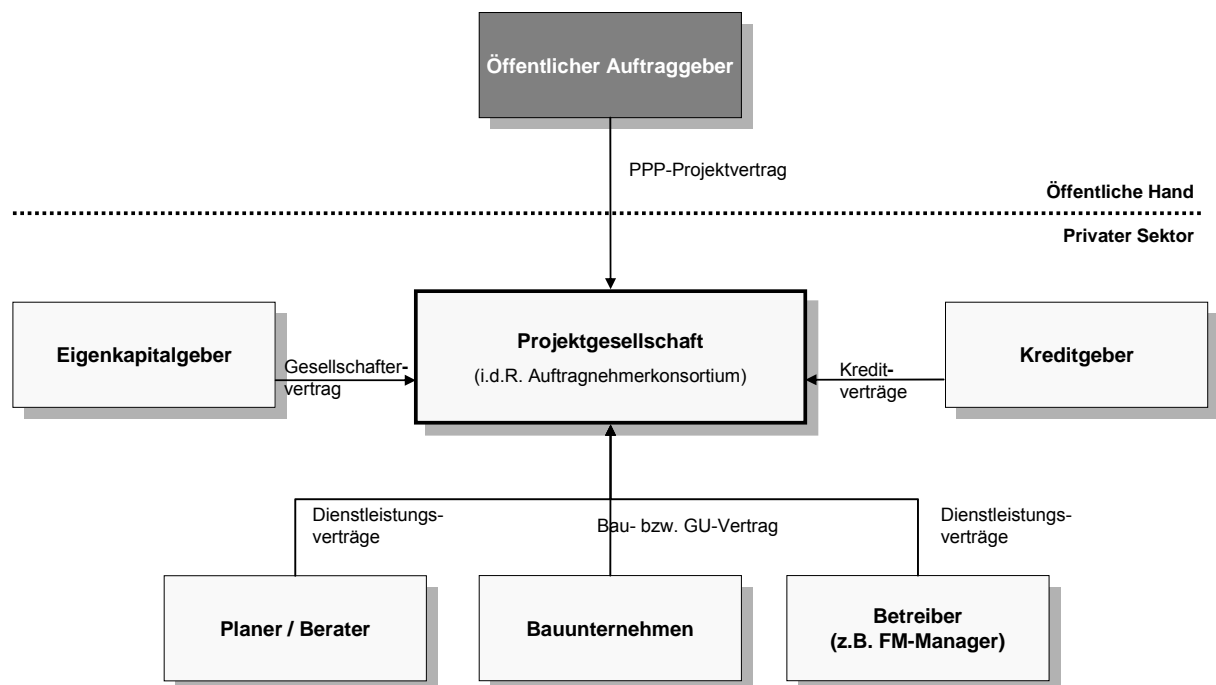 Öffentlicher Auftraggeber
PPP-Projektvertrag
Öffentliche Hand
Privater Sektor
Eigenkapitalgeber
Gesellschafter-
vertrag
Projektgesellschaft
(i.d.R. Auftragnehmerkonsortium)
Kredit-
verträge
Kreditgeber
Dienstleistungs-
verträge
Bau- bzw. GU-Vertrag
Dienstleistungs-
verträge
Planer / Berater
Bauunternehmen
Betreiber
(z.B. FM-Manager)